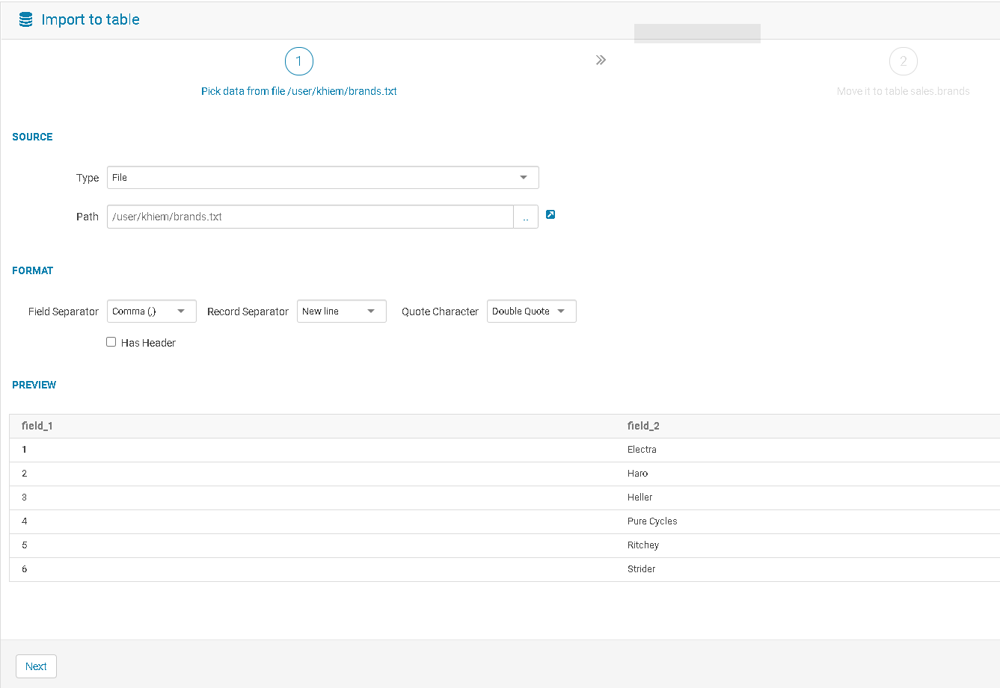 Import to table
1
2
Pick data from file /user/khiem/brands.txt
Move it to table sales.brands
SOURCE
Type File
Path /user/khiem/brands.txt ..
FORMAT
Field Separator Comma (,) Record Separator New line Quote Character Double Quote
Has Header
PREVIEW
field_1 field_2
1 Electra
2 Haro
3 Heller
4 Pure Cycles
5 Ritchey
6 Strider
Next